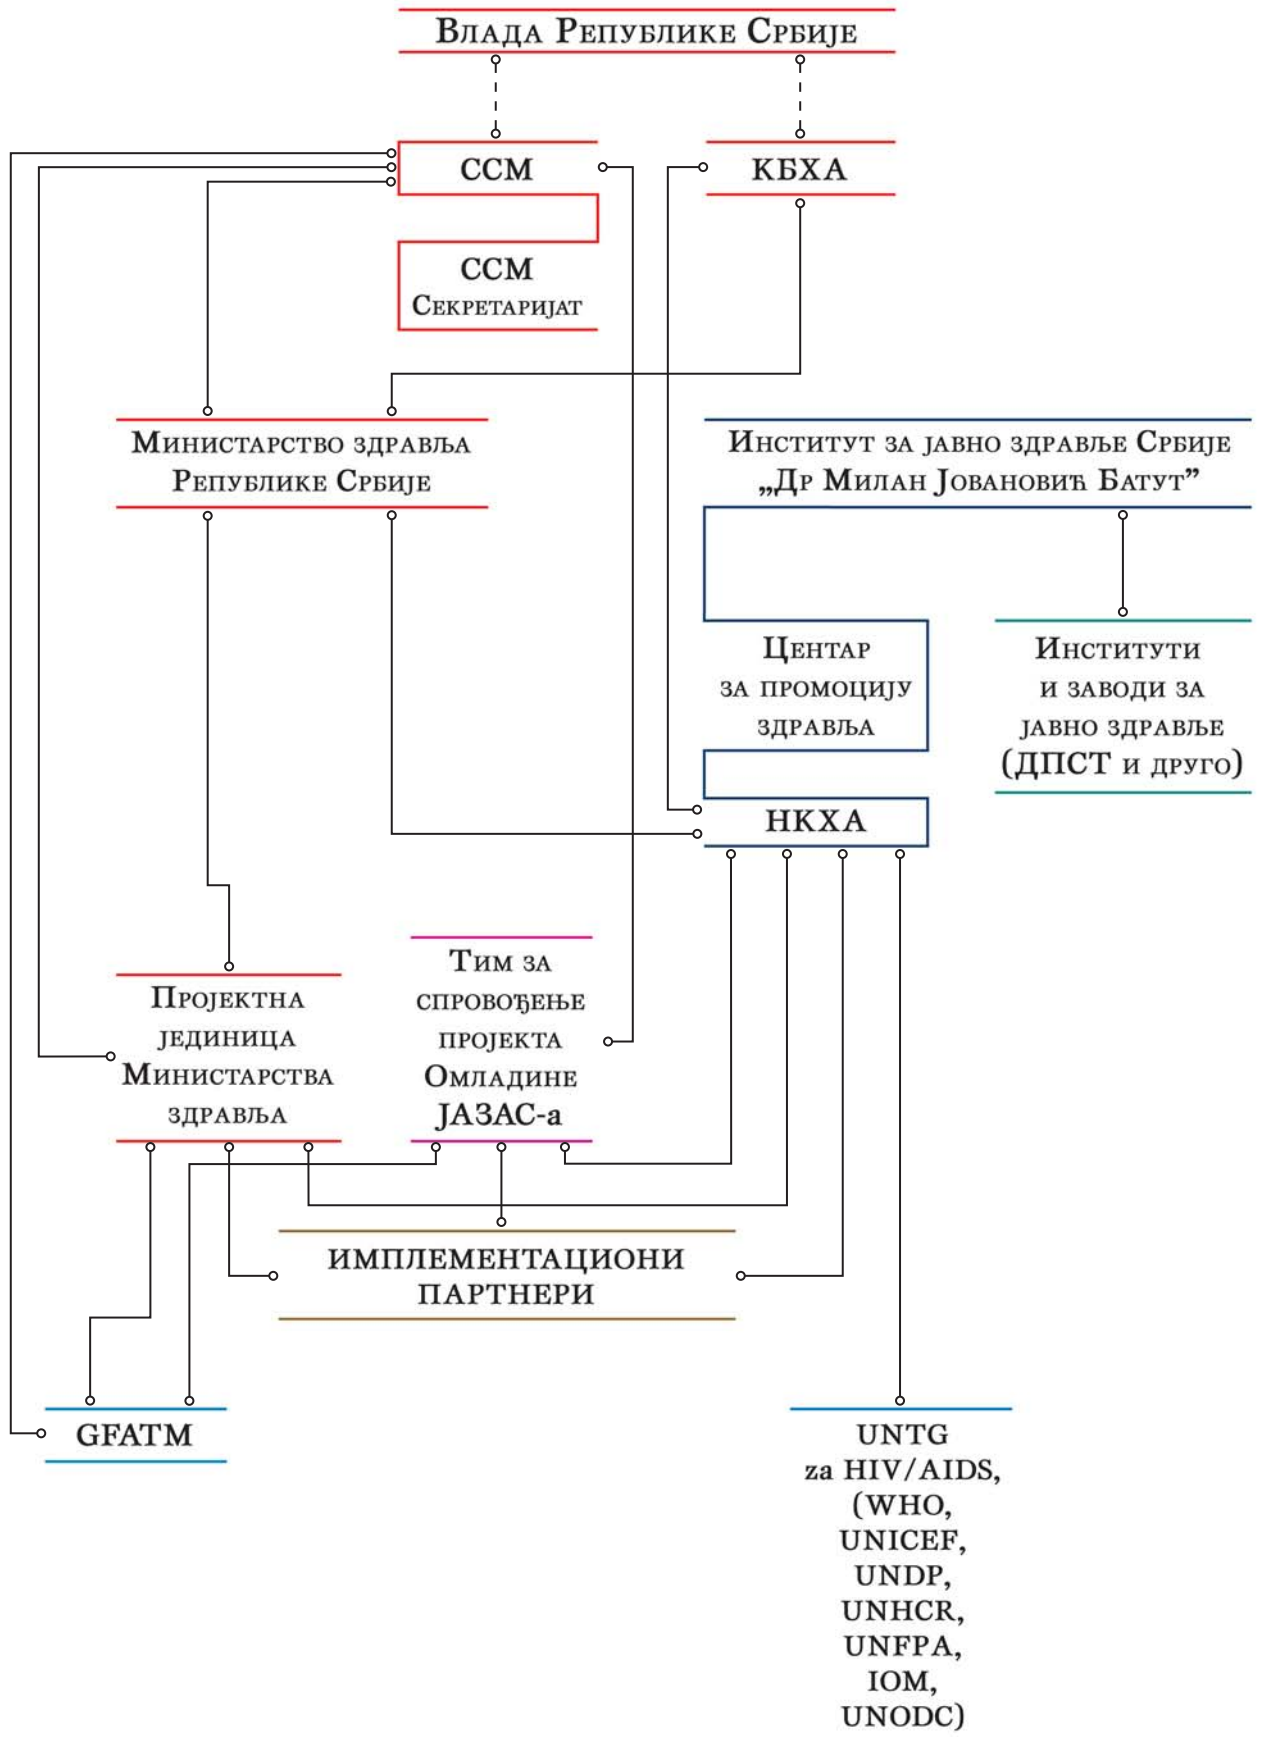 Влада Републике Србије
ССМ
КБХА
ССМ
Секретаријат
Министарство здравља
Републике Србије
Институт за јавно здравље Србије
„Др Милан Јовановић Батут”
Центар
за промоцију
здравља
Институти
и заводи за
јавно здравље
(ДПСТ и друго)
НКХА
Пројектна
јединица
Министарства
здравља
Тим за
спровођење
пројекта
Омладине
ЈАЗАС-а
ИМПЛЕМЕНТАЦИОНИ
ПАРТНЕРИ
GFATM
UNTG
za HIV/AIDS,
(WHO,
UNICEF,
UNDP,
UNHCR,
UNFPA,
IOM,
UNODC)